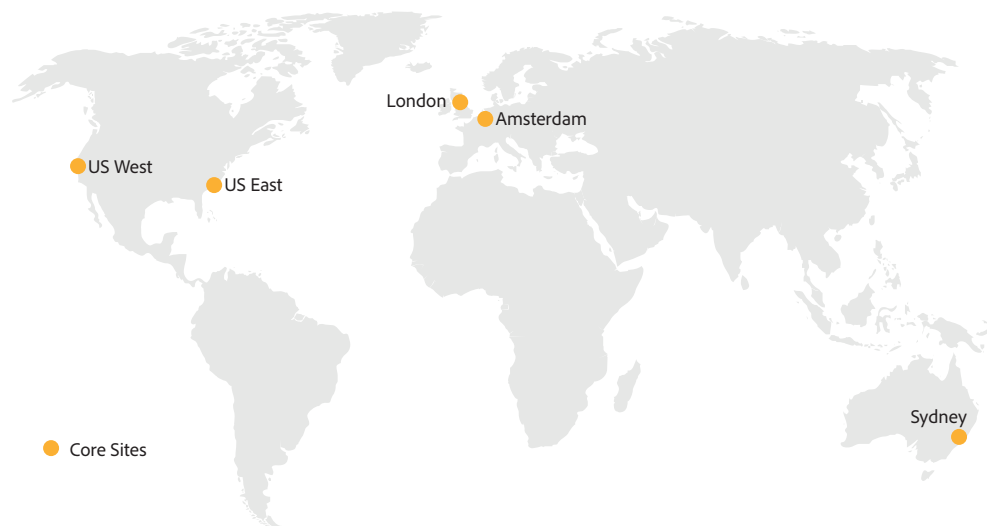 London
Amsterdam
US West
US East
Sydney
Core Sites